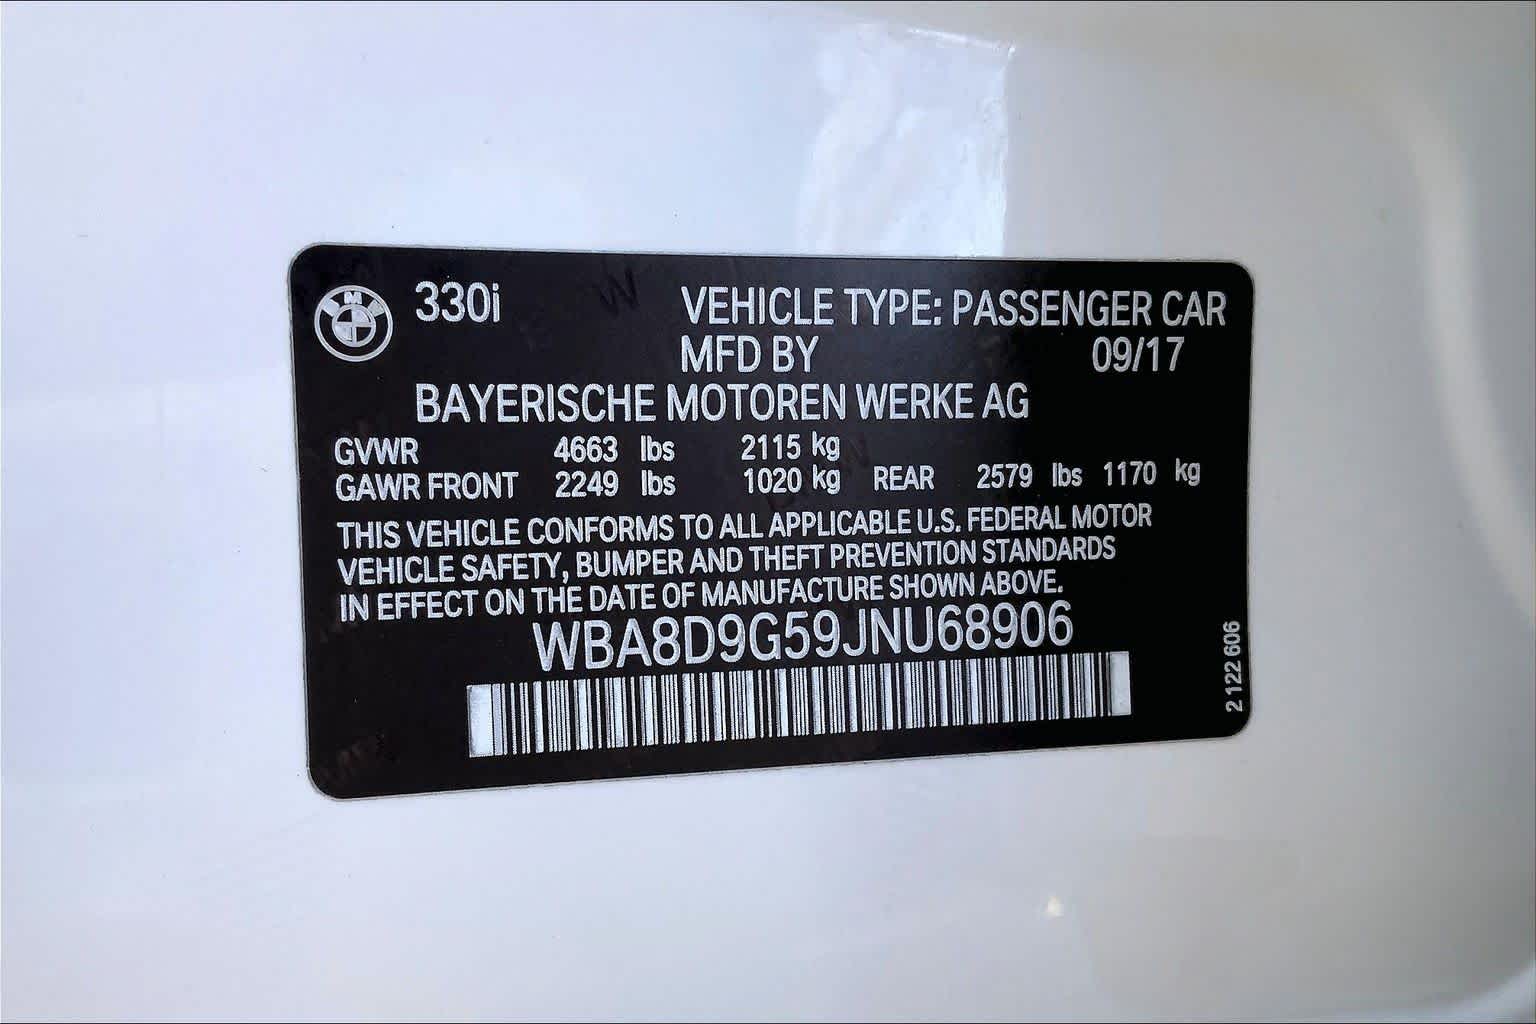 330i VEHICLE TYPE: PASSENGER CAR
MFD BY 09/17
BAYERISCHE MOTOREN WERKE AG
GVWR 4663 lbs 2115 kg
GAWR FRONT 2249 lbs 1020 kg REAR 2579 lbs 1170 kg
THIS VEHICLE CONFORMS TO ALL APPLICABLE U.S. FEDERAL MOTOR
VEHICLE SAFETY, BUMPER AND THEFT PREVENTION STANDARDS
IN EFFECT ON THE DATE OF MANUFACTURE SHOWN ABOVE.
WBA8D9G59JNU68906
2 122 606